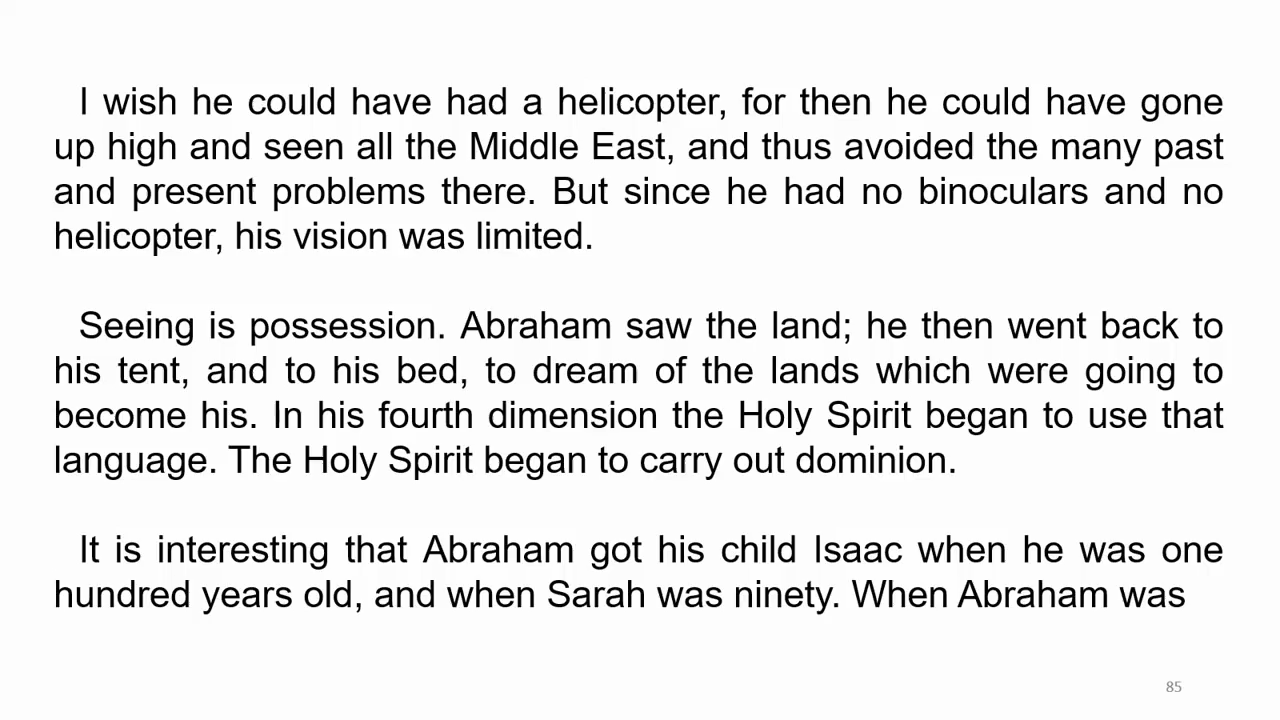 I wish he could have had a helicopter, for then he could have gone
up high and seen all the Middle East, and thus avoided the many past
and present problems there. But since he had no binoculars and no
helicopter, his vision was limited.
Seeing is possession. Abraham saw the land; he then went back to
his tent, and to his bed, to dream of the lands which were going to
become his. In his fourth dimension the Holy Spirit began to use that
language. The Holy Spirit began to carry out dominion.
It is interesting that Abraham got his child Isaac when he was one
hundred years old, and when Sarah was ninety. When Abraham was
85